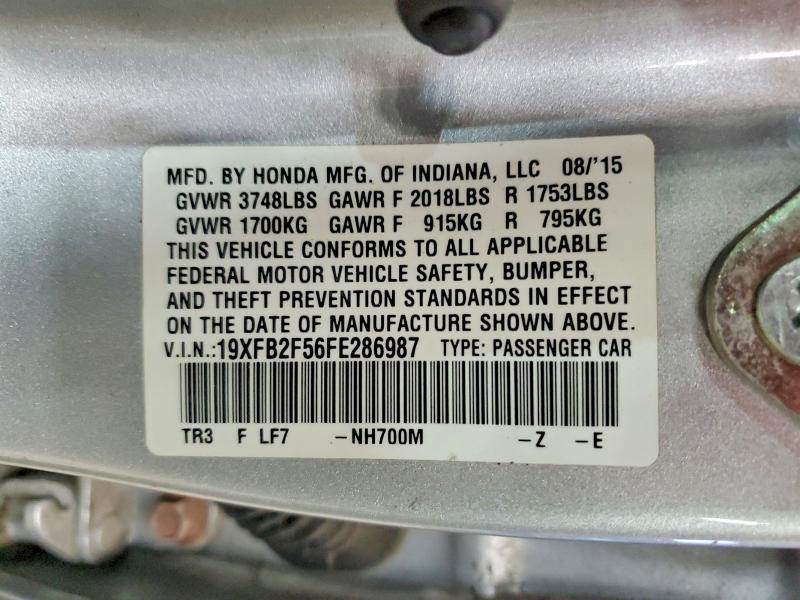 MFD. BY HONDA MFG. OF INDIANA, LLC 08/'15
GVWR 3748LBS GAWR F 2018LBS R 1753LBS
GVWR 1700KG GAWR F 915KG R 795KG
THIS VEHICLE CONFORMS TO ALL APPLICABLE
FEDERAL MOTOR VEHICLE SAFETY, BUMPER,
AND THEFT PREVENTION STANDARDS IN EFFECT
ON THE DATE OF MANUFACTURE SHOWN ABOVE.
V.I.N.:19XFB2F56FE286987 TYPE: PASSENGER CAR
TR3 F LF7 -NH700M -Z -E